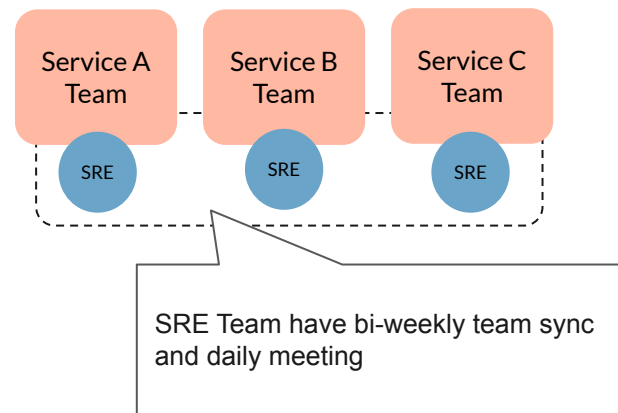 Service A
Team
Service B
Team
Service C
Team
SRE
SRE
SRE
SRE Team have bi-weekly team sync
and daily meeting